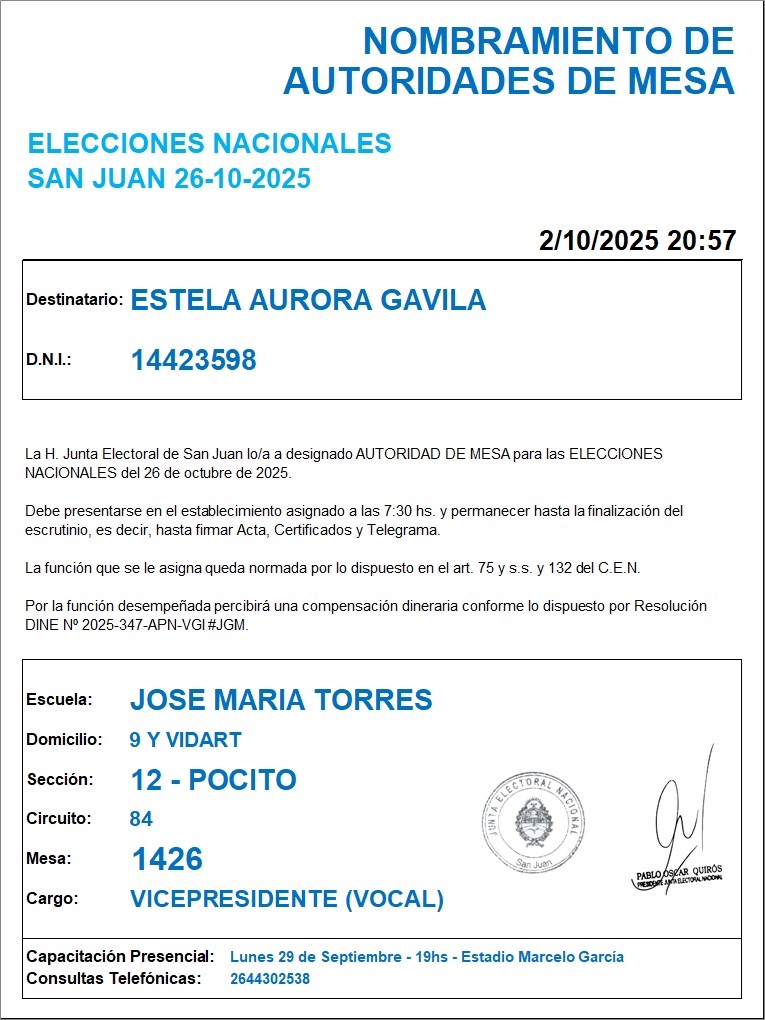 NOMBRAMIENTO DE
AUTORIDADES DE MESA
ELECCIONES NACIONALES
SAN JUAN 26-10-2025
2/10/2025 20:57
Destinatario: ESTELA AURORA GAVILA
D.N.I.: 14423598
La H. Junta Electoral de San Juan lo/a a designado AUTORIDAD DE MESA para las ELECCIONES
NACIONALES del 26 de octubre de 2025.
Debe presentarse en el establecimiento asignado a las 7:30 hs. y permanecer hasta la finalización del
escrutinio, es decir, hasta firmar Acta, Certificados y Telegrama.
La función que se le asigna queda normada por lo dispuesto en el art. 75 y s.s. y 132 del C.E.N.
Por la función desempeñada percibirá una compensación dineraria conforme lo dispuesto por Resolución
DINE Nº 2025-347-APN-VGI#JGM.
Escuela: JOSE MARIA TORRES
Domicilio: 9 Y VIDART
Sección: 12 - POCITO
Circuito: 84
Mesa: 1426
Cargo: VICEPRESIDENTE (VOCAL)
JUNTA ELECTORAL NACIONAL
San Juan
PABLO OSCAR QUIRÓS
PRESIDENTE JUNTA ELECTORAL NACIONAL
Capacitación Presencial: Lunes 29 de Septiembre - 19hs - Estadio Marcelo García
Consultas Telefónicas: 2644302538